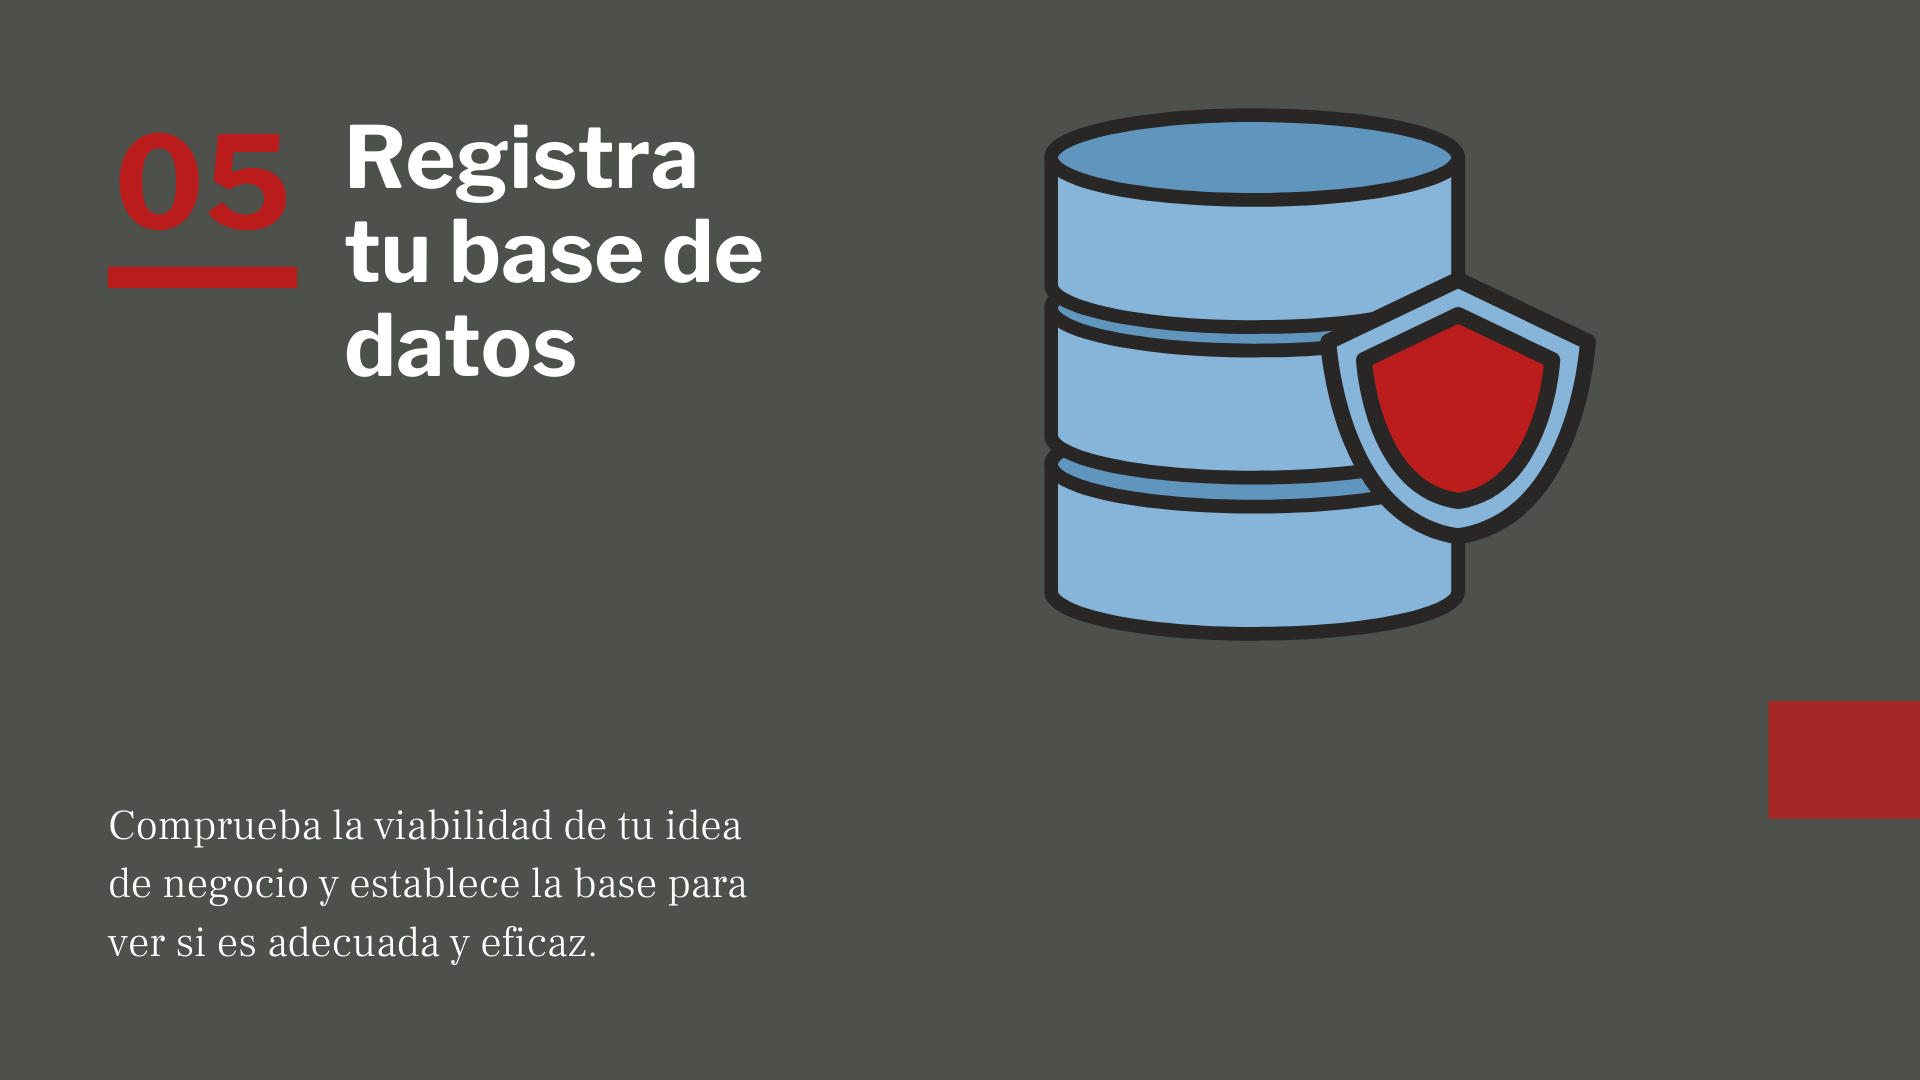 05
Registra
tu base de
datos
Comprueba la viabilidad de tu idea
de negocio y establece la base para
ver si es adecuada y eficaz.